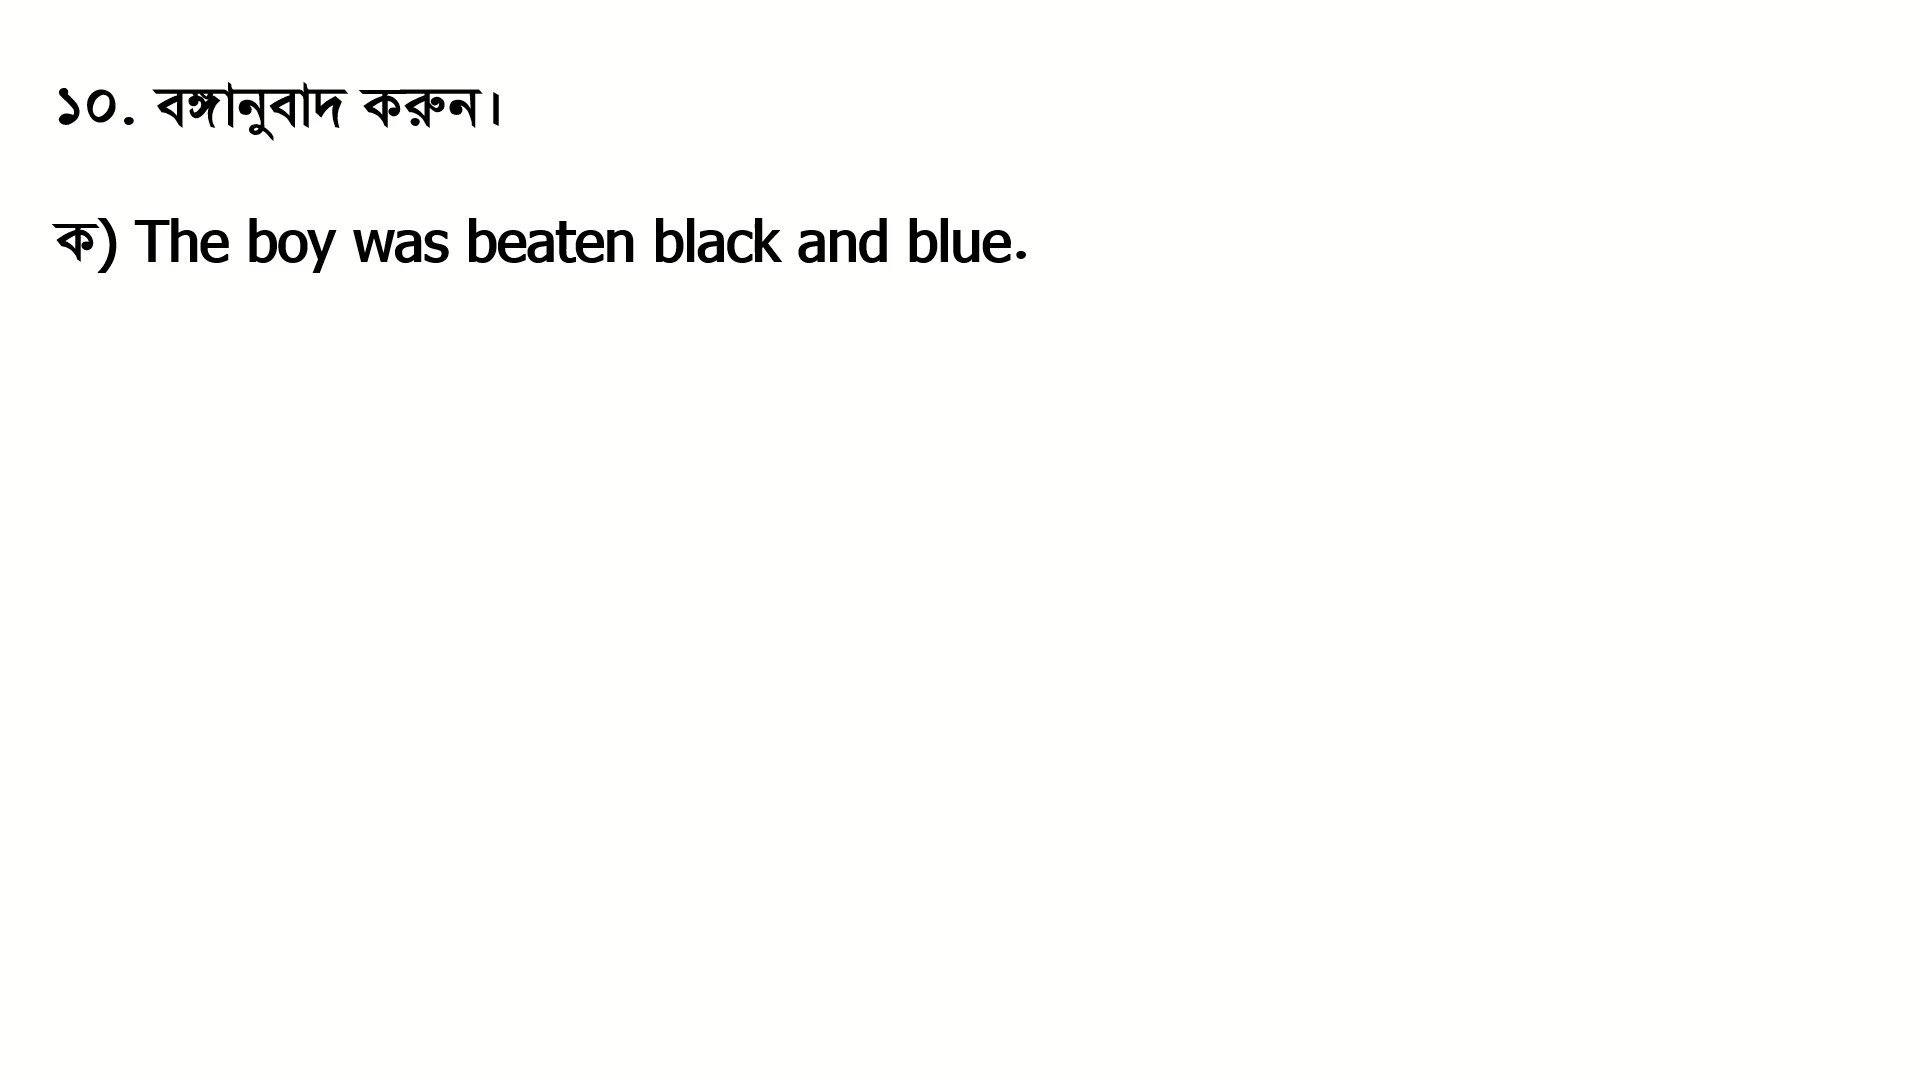 ১০. বঙ্গানুবাদ করুন।
ক) The boy was beaten black and blue.